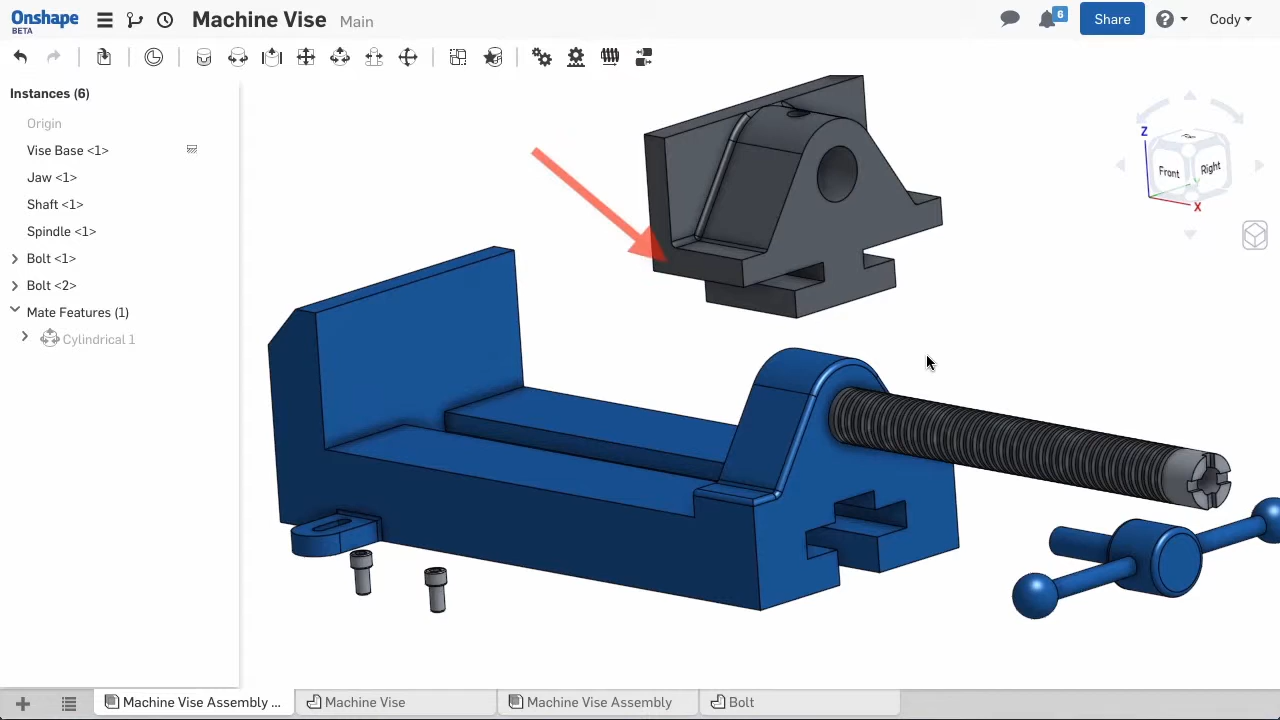 Onshape
BETA
Machine Vise Main
6
Share
Cody
Instances (6)
Origin
Vise Base <1>
Jaw <1>
Shaft <1>
Spindle <1>
Bolt <1>
Bolt <2>
Mate Features (1)
Cylindrical 1
Z
Front
Right
X
Machine Vise Assembly ...
Machine Vise
Machine Vise Assembly
Bolt